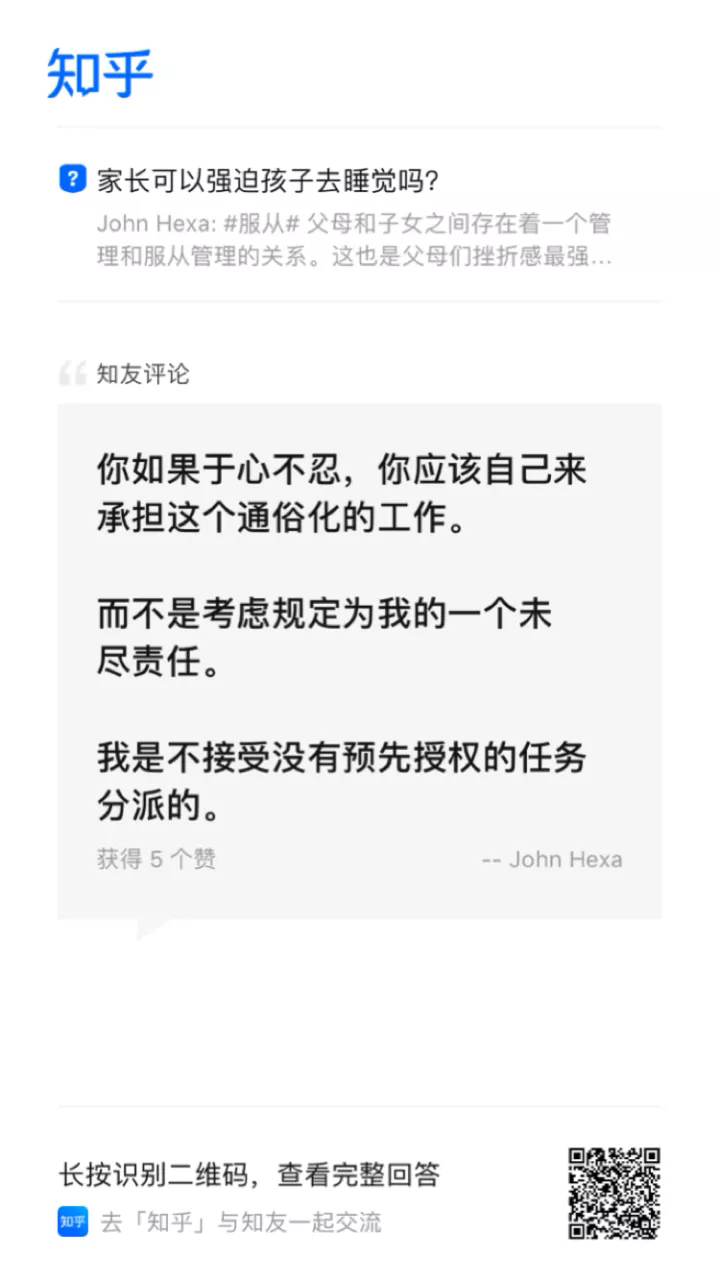 知乎
? 家长可以强迫孩子去睡觉吗？
John Hexa: #服从# 父母和子女之间存在着一个管
理和服从管理的关系。这也是父母们挫折感最强...
知友评论
你如果于心不忍，你应该自己来
承担这个通俗化的工作。
而不是考虑规定为我的一个未
尽责任。
我是不接受没有预先授权的任务
分派的。
获得 5 个赞
-- John Hexa
长按识别二维码，查看完整回答
知乎 去「知乎」与知友一起交流